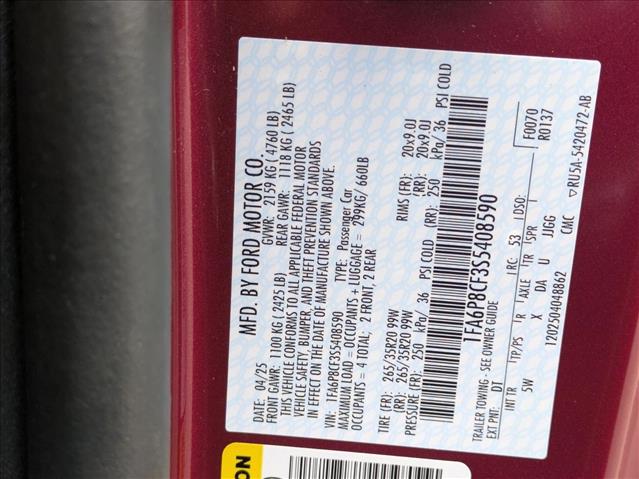 MFD. BY FORD MOTOR CO.
DATE: 04/25 GVWR: 2159 KG ( 4760 LB)
FRONT GAWR: 1100 KG ( 2425 LB) REAR GAWR: 1118 KG ( 2465 LB)
THIS VEHICLE CONFORMS TO ALL APPLICABLE FEDERAL MOTOR
VEHICLE SAFETY, BUMPER, AND THEFT PREVENTION STANDARDS
IN EFFECT ON THE DATE OF MANUFACTURE SHOWN ABOVE.
VIN: 1FA6P8CF3S5408590 TYPE: Passenger Car
MAXIMUM LOAD = OCCUPANTS + LUGGAGE = 299KG/ 660LB
OCCUPANTS = 4 TOTAL; 2 FRONT, 2 REAR
TIRE (FR): 265/35R20 99W RIMS (FR): 20x9.0J
TIRE (RR): 265/35R20 99W (RR): 20x9.0J
PRESSURE (FR): 250 kPa/ 36 PSI COLD (RR): 250 kPa/ 36 PSI COLD
1FA6P8CF3S5408590
TRAILER TOWING - SEE OWNER GUIDE
EXT PNT: DT RC: 53 DSO: F0070
R0137
INT TR TP/PS R AXLE TR SPR
5W X DA U JJGG
1202504048862 CMC ▽RU5A-5420472-AB
ON